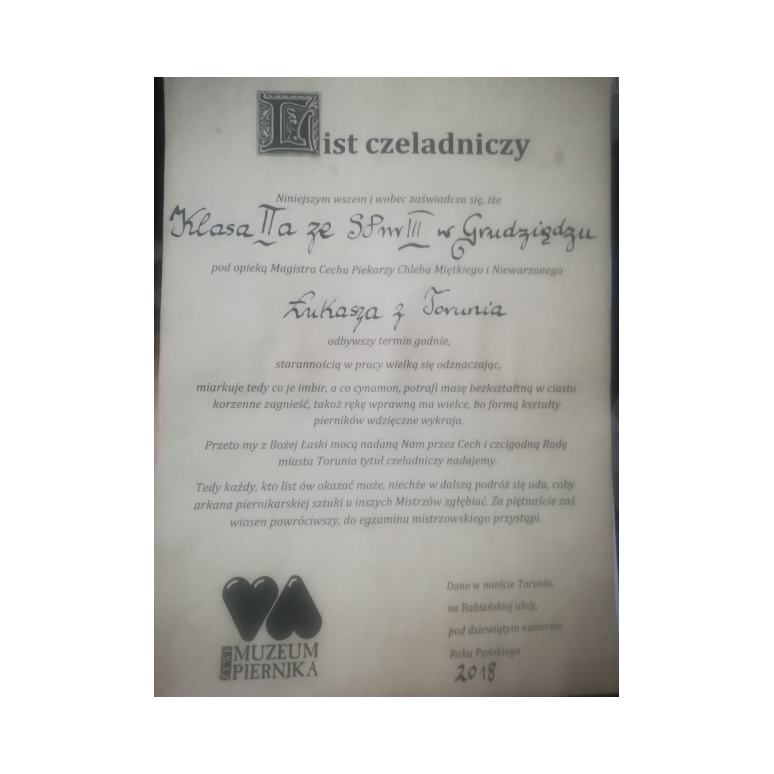 List czeladniczy
Niniejszym wszem i wobec zaświadcza się, iże
Klasa IIa ze SPnr III w Grudziądzu
pod opieką Magistra Cechu Piekarzy Chleba Miętkiego i Niewarzonego
Łukasza z Torunia
odbywszy termin godnie,
starannością w pracy wielką się odznaczając,
miarkuje tedy co je imbir, a co cynamon, potrafi masę bezkształtną w ciasto
korzenne zagnieść, takoż rękę wprawną ma wielce, bo formą kształty
pierników wdzięczne wykraja.
Przeto my z Bożej Łaski mocą nadaną Nam przez Cech i czcigodną Radę
miasta Torunia tytuł czeladniczy nadajemy.
Tedy każdy, kto list ów okazać może, niechże w dalszą podróż się uda, coby
arkana piernikarskiej sztuki u inszych Mistrzów zgłębiać. Za piętnaście zaś
wiosen powróciwszy, do egzaminu mistrzowskiego przystąpi.
ŻYWE MUZEUM
PIERNIKA
Dano w mieście Toruniu,
na Rabiańskiej ulicy,
pod dziewiątym numerem
Roku Pańskiego
2018